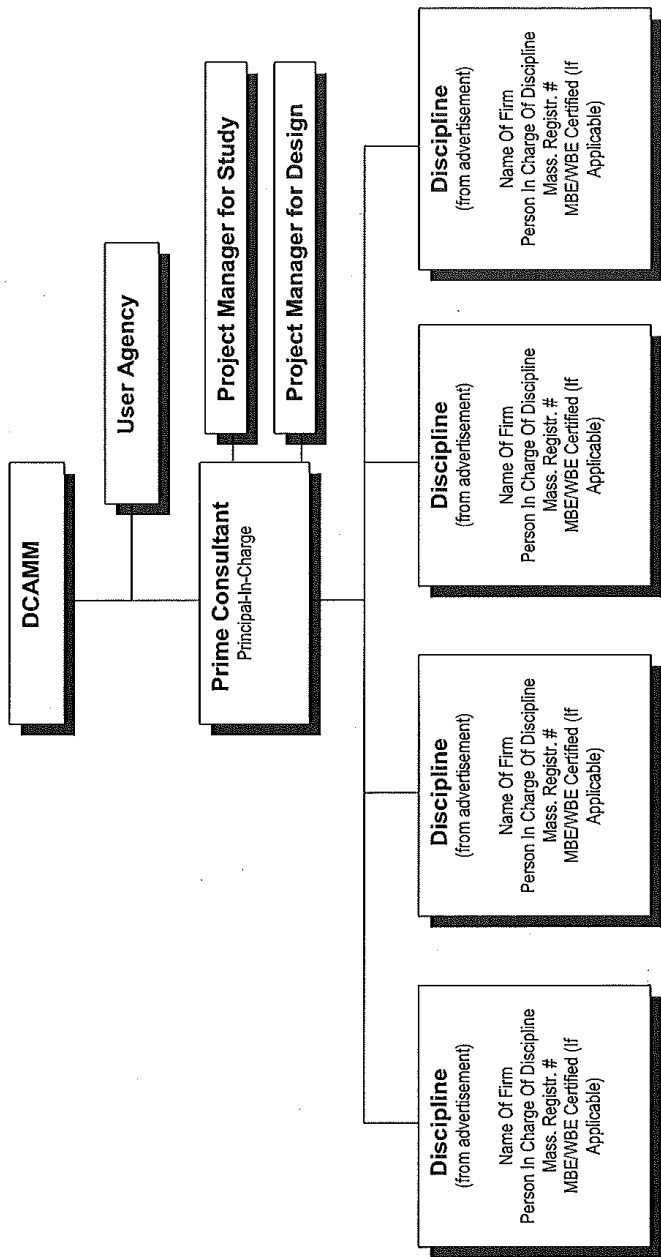 DCAMM
User Agency
Prime Consultant
Principal-In-Charge
Project Manager for Study
Project Manager for Design
Discipline
(from advertisement)
Name Of Firm
Person In Charge Of Discipline
Mass. Registr. #
MBE/WBE Certified (If
Applicable)
Discipline
(from advertisement)
Name Of Firm
Person In Charge Of Discipline
Mass. Registr. #
MBE/WBE Certified (If
Applicable)
Discipline
(from advertisement)
Name Of Firm
Person In Charge Of Discipline
Mass. Registr. #
MBE/WBE Certified (If
Applicable)
Discipline
(from advertisement)
Name Of Firm
Person In Charge Of Discipline
Mass. Registr. #
MBE/WBE Certified (If
Applicable)